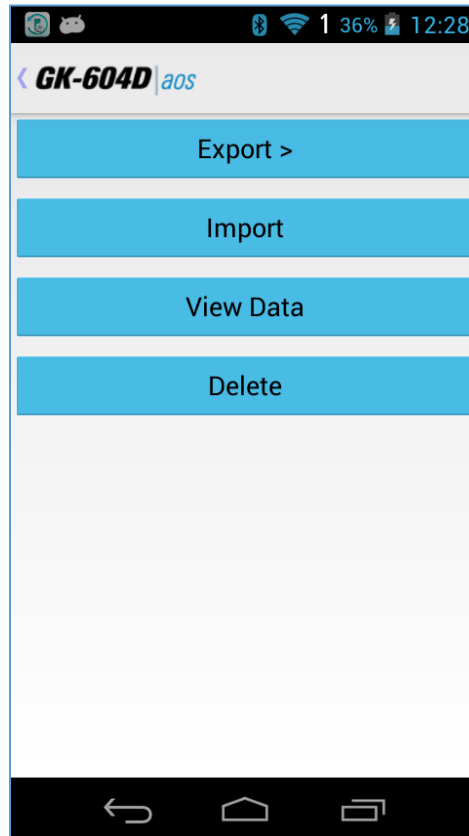 1 36% 12:28
GK-604D aos
Export >
Import
View Data
Delete